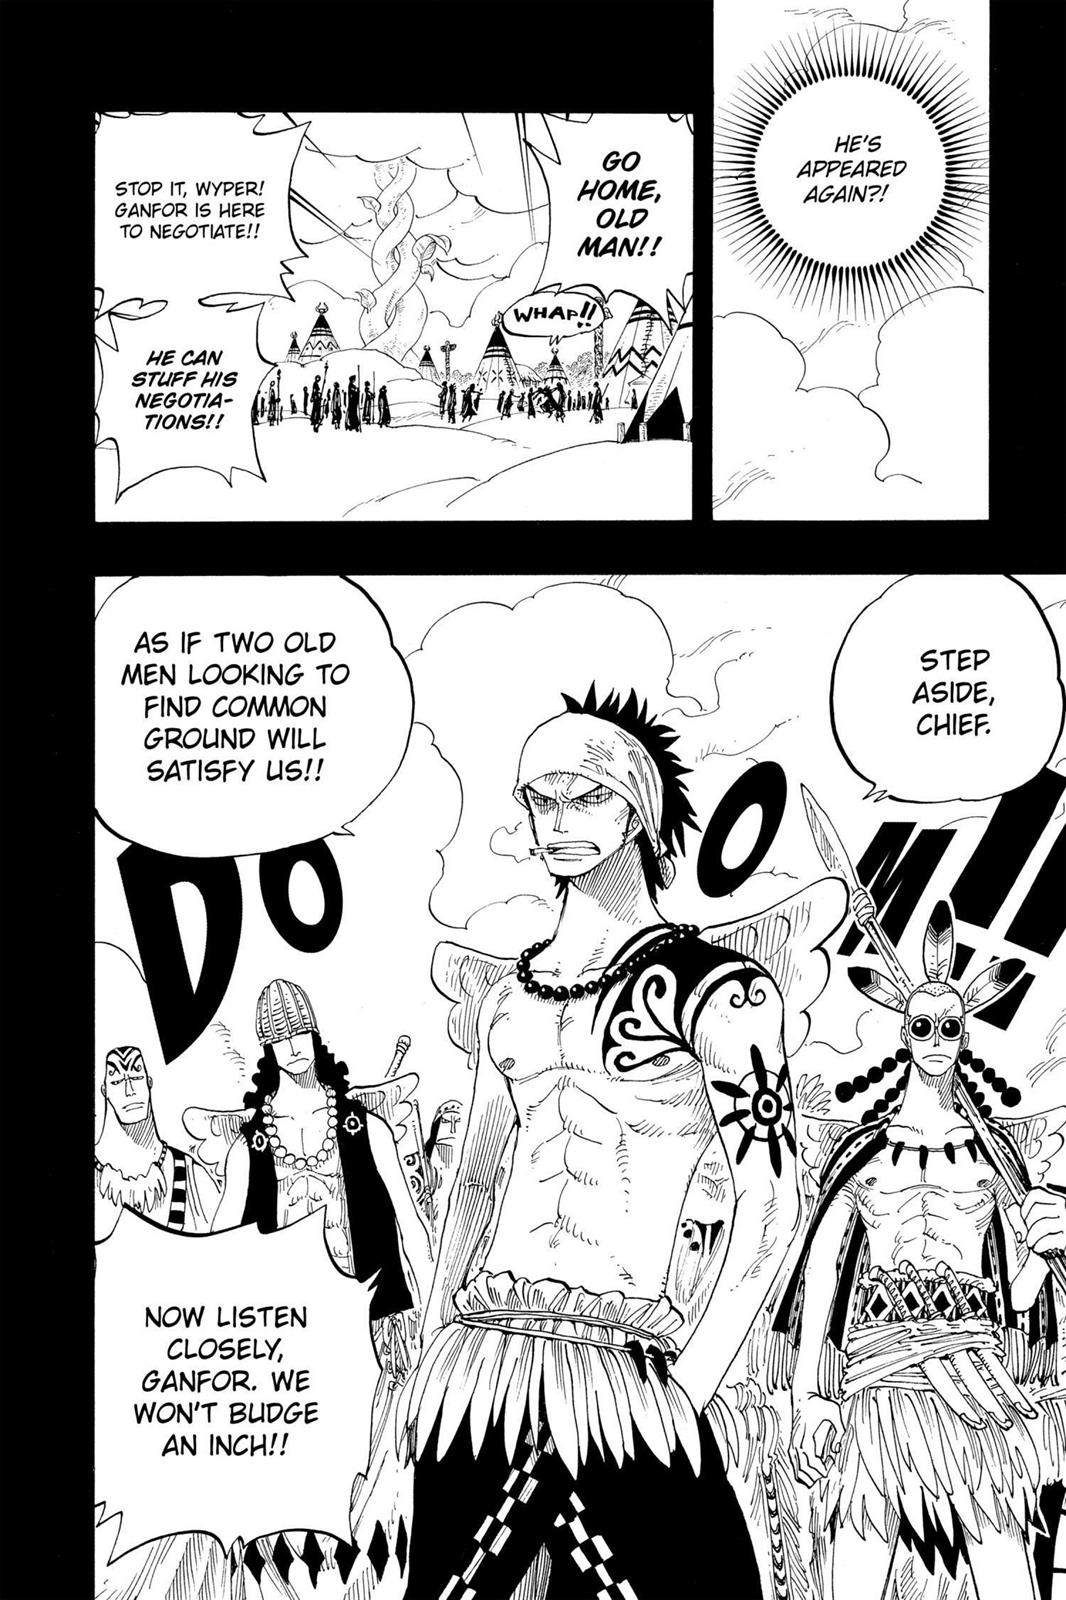 HE'S
APPEARED
AGAIN?!
GO
HOME,
OLD
MAN!!
STOP IT, WYPER!
GANFOR IS HERE
TO NEGOTIATE!!
WHAP!!
HE CAN
STUFF HIS
NEGOTIA-
TIONS!!
STEP
ASIDE,
CHIEF.
AS IF TWO OLD
MEN LOOKING TO
FIND COMMON
GROUND WILL
SATISFY US!!
DOOM!!
NOW LISTEN
CLOSELY,
GANFOR. WE
WON'T BUDGE
AN INCH!!